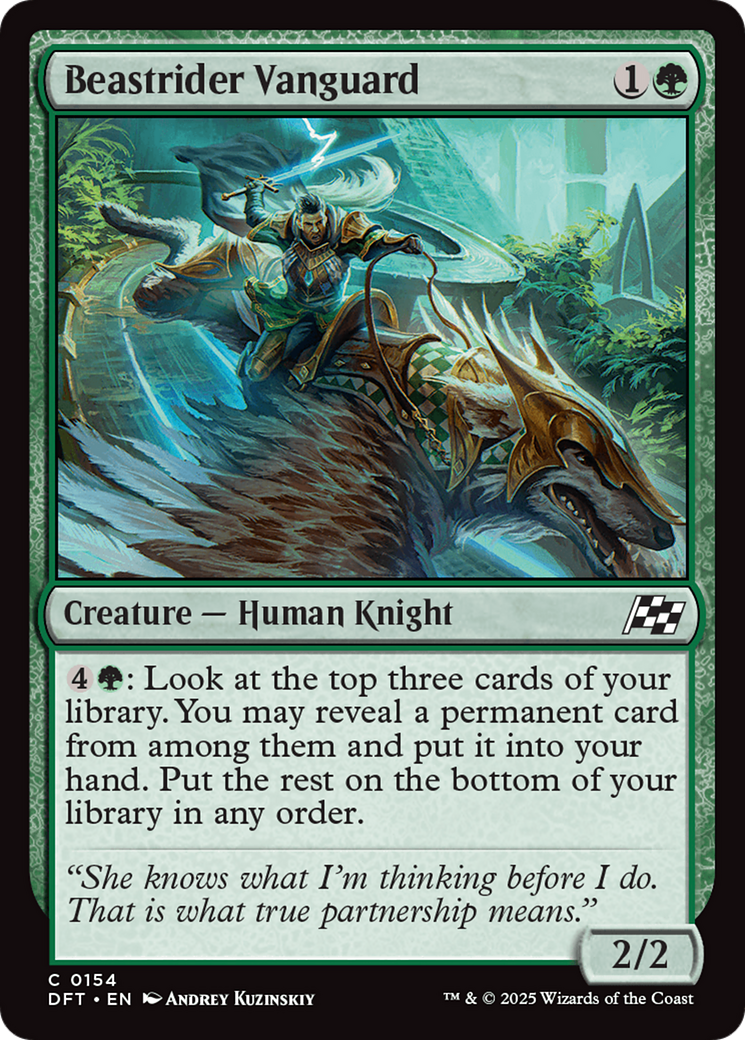 Beastrider Vanguard 1
Creature — Human Knight
4: Look at the top three cards of your
library. You may reveal a permanent card
from among them and put it into your
hand. Put the rest on the bottom of your
library in any order.
“She knows what I’m thinking before I do.
That is what true partnership means.”
2/2
C 0154
DFT • EN Andrey Kuzinskiy
™ & © 2025 Wizards of the Coast